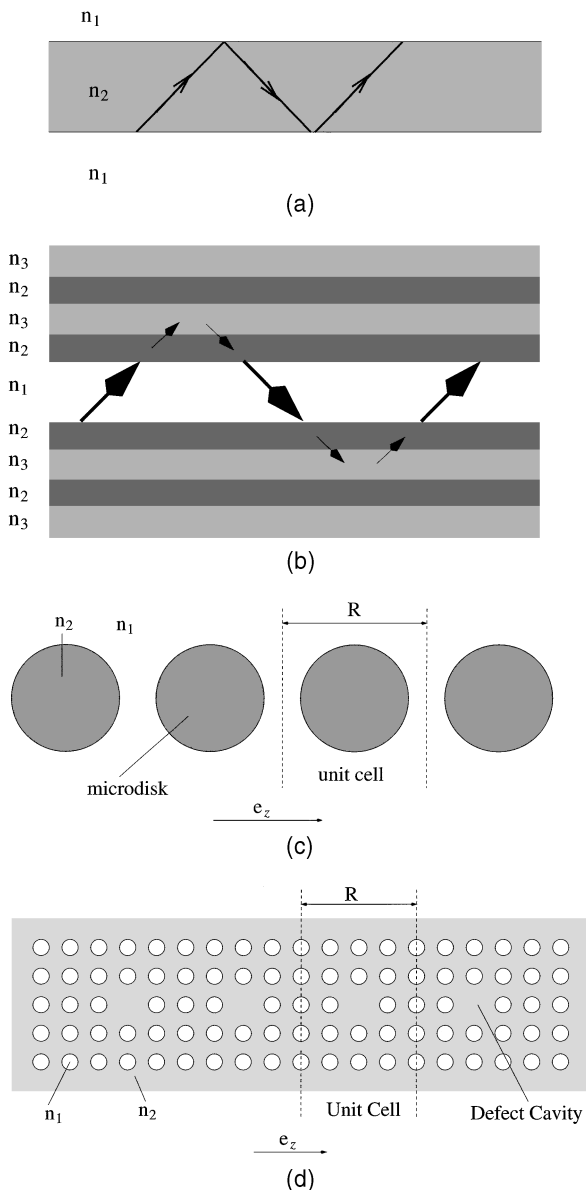 n1
n2
n1
(a)
n3
n2
n3
n2
n1
n2
n3
n2
n3
(b)
n2
n1
R
unit cell
microdisk
ez
(c)
R
n1
n2
Unit Cell
Defect Cavity
ez
(d)